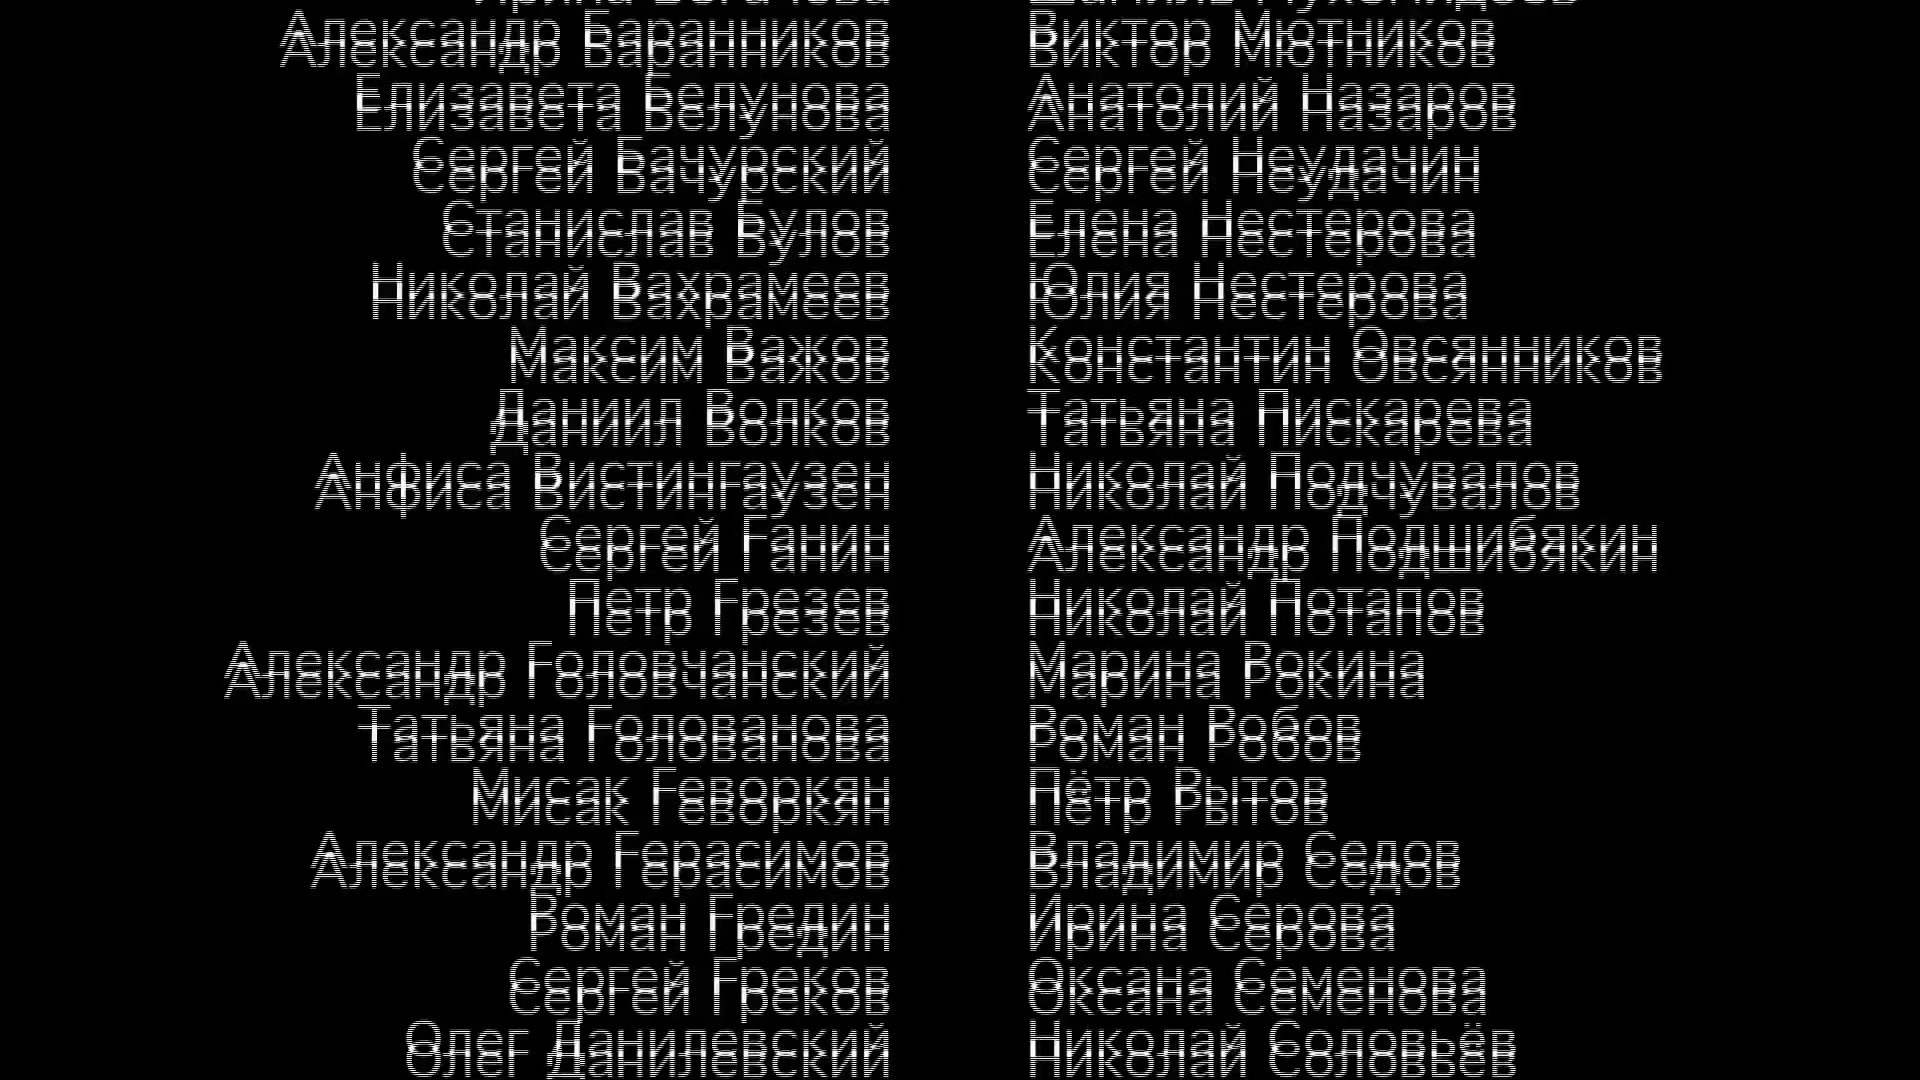 Александр Баранников
Виктор Мютников
Елизавета Белунова
Анатолий Назаров
Сергей Бачурский
Сергей Неудачин
Станислав Булов
Елена Нестерова
Николай Вахрамеев
Юлия Нестерова
Максим Важов
Константин Овсянников
Даниил Волков
Татьяна Пискарева
Анфиса Вистингаузен
Николай Подчувалов
Сергей Ганин
Александр Подшибякин
Петр Грезев
Николай Потапов
Александр Головчанский
Марина Рокина
Татьяна Голованова
Роман Робов
Мисак Геворкян
Пётр Рытов
Александр Герасимов
Владимир Седов
Роман Гредин
Ирина Серова
Сергей Греков
Оксана Семенова
Олег Данилевский
Николай Соловьёв